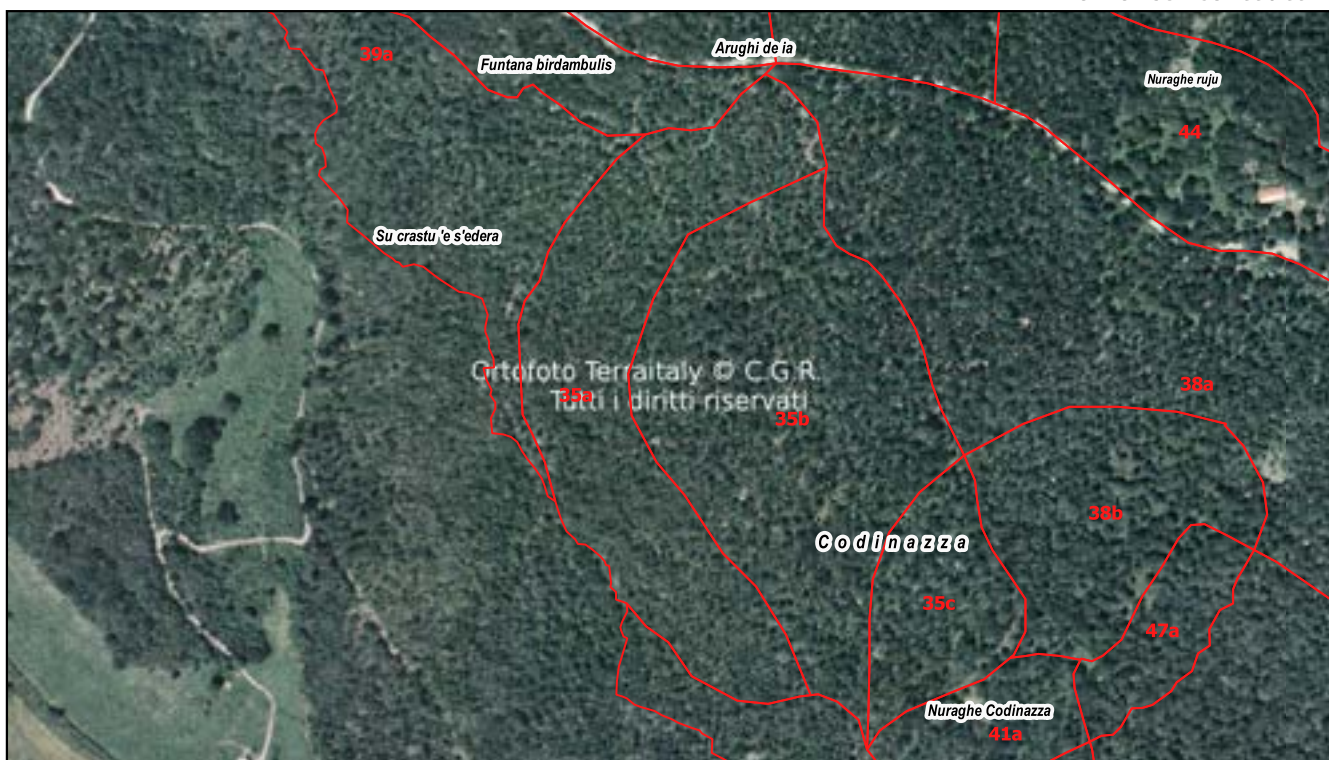 Arughi de ia
39a
Funtana birdambulis
Nuraghe ruju
44
Su crastu 'e s'edera
Ortofoto Terraitaly © C.G.R.
Tutti i diritti riservati
35a
38a
35b
38b
Codinazza
35c
47a
Nuraghe Codinazza
41a